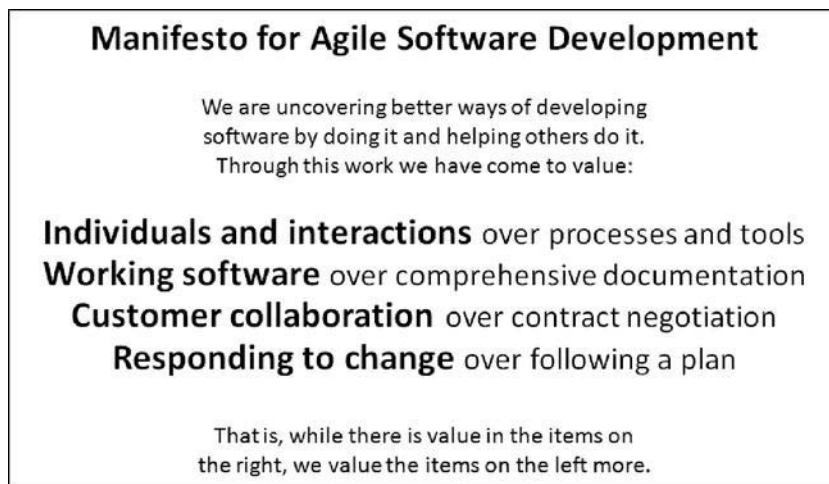 Manifesto for Agile Software Development
We are uncovering better ways of developing
software by doing it and helping others do it.
Through this work we have come to value:
Individuals and interactions over processes and tools
Working software over comprehensive documentation
Customer collaboration over contract negotiation
Responding to change over following a plan
That is, while there is value in the items on
the right, we value the items on the left more.